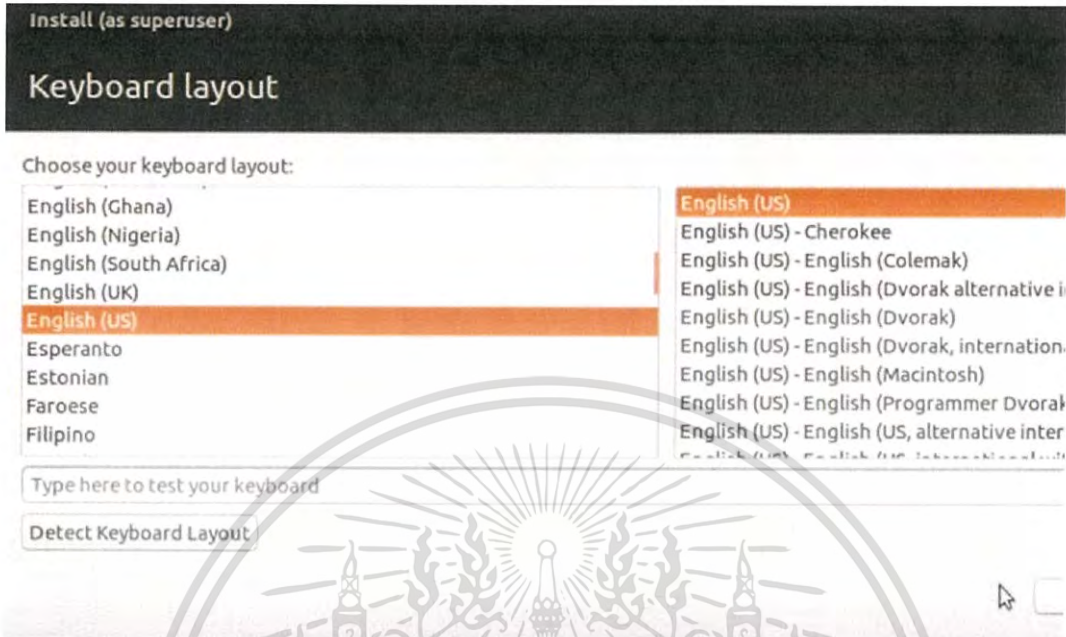 Install (as superuser)
Keyboard layout
Choose your keyboard layout:
English (Ghana)
English (Nigeria)
English (South Africa)
English (UK)
English (US)
Esperanto
Estonian
Faroese
Filipino
English (US)
English (US) - Cherokee
English (US) - English (Colemak)
English (US) - English (Dvorak alternative
English (US) - English (Dvorak)
English (US) - English (Dvorak,
English (US) - English (Macintosh)
English (US) - English (Programmer
English (US) - English (US, alternative
Type here to test your keyboard
Detect Keyboard Layout